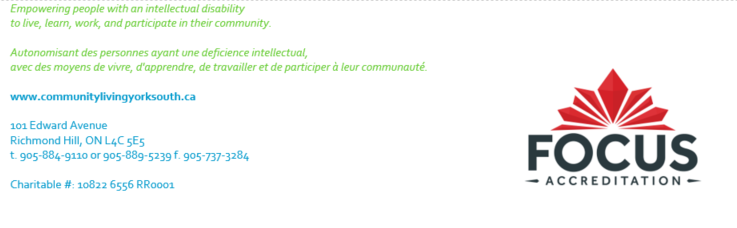 Empowering people with an intellectual disability
to live, learn, work, and participate in their community.
Autonomisant des personnes ayant une deficience intellectual,
avec des moyens de vivre, d'apprendre, de travailler et de participer à leur communauté.
www.communitylivingyorksouth.ca
101 Edward Avenue
Richmond Hill, ON L4C 5E5
t. 905-884-9110 or 905-889-5239 f. 905-737-3284
Charitable #: 10822 6556 RR0001
FOCUS
ACCREDITATION